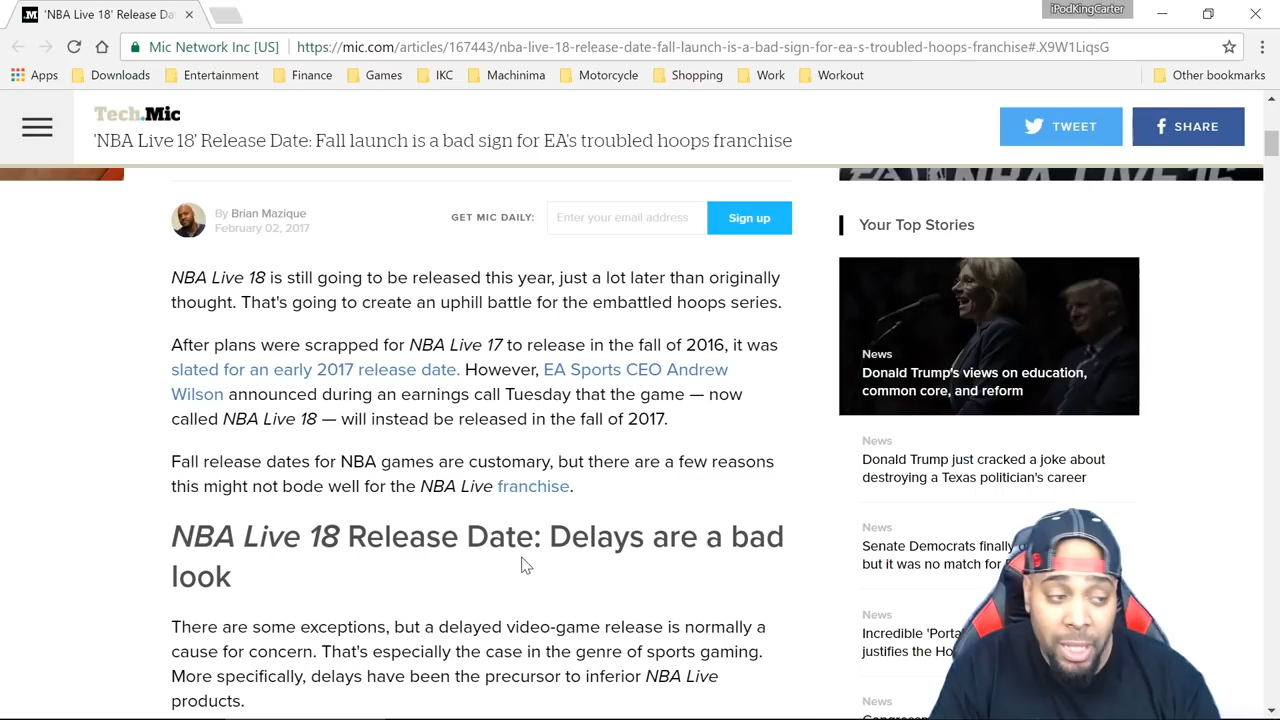 'NBA Live 18' Release Da
iPodKingCarter
Mic Network Inc [US]
https://mic.com/articles/167443/nba-live-18-release-date-fall-launch-is-a-bad-sign-for-ea-s-troubled-hoops-franchise#.X9W1LiqsG
Apps Downloads Entertainment Finance Games IKC Machinima Motorcycle Shopping Work Workout Other bookmarks
Tech.Mic
'NBA Live 18' Release Date: Fall launch is a bad sign for EA's troubled hoops franchise
TWEET SHARE
By Brian Mazique
February 02, 2017
GET MIC DAILY: Enter your email address Sign up
NBA Live 18 is still going to be released this year, just a lot later than originally
thought. That's going to create an uphill battle for the embattled hoops series.
After plans were scrapped for NBA Live 17 to release in the fall of 2016, it was
slated for an early 2017 release date. However, EA Sports CEO Andrew
Wilson announced during an earnings call Tuesday that the game — now
called NBA Live 18 — will instead be released in the fall of 2017.
Fall release dates for NBA games are customary, but there are a few reasons
this might not bode well for the NBA Live franchise.
NBA Live 18 Release Date: Delays are a bad
look
There are some exceptions, but a delayed video-game release is normally a
cause for concern. That's especially the case in the genre of sports gaming.
More specifically, delays have been the precursor to inferior NBA Live
products.
Your Top Stories
News
Donald Trump's views on education,
common core, and reform
News
Donald Trump just cracked a joke about
destroying a Texas politician's career
News
Senate Democrats finally
but it was no match for
News
Incredible 'Porta
justifies the Ho
News